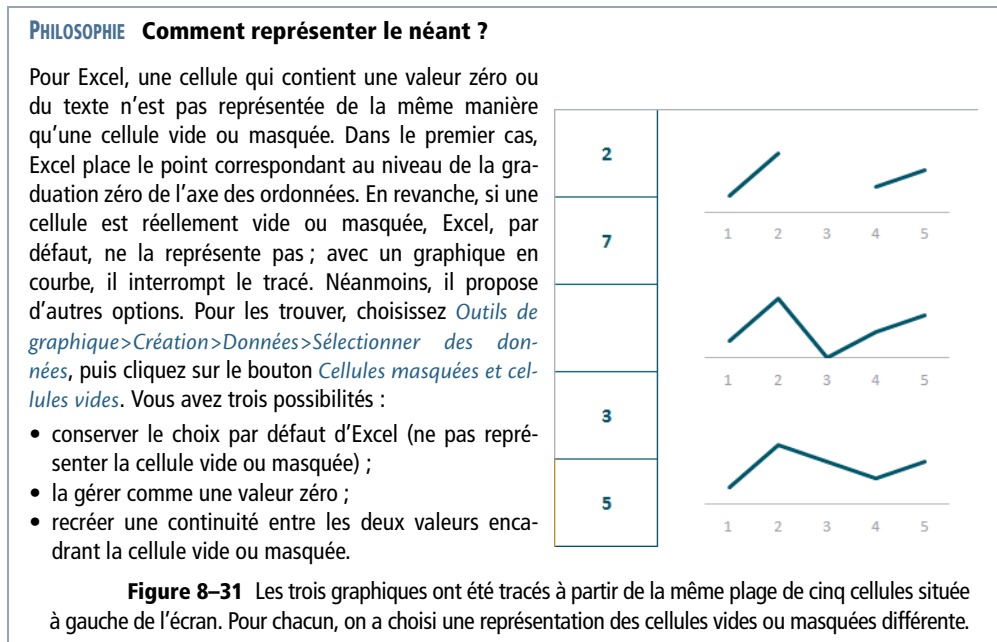 PHILOSOPHIE Comment représenter le néant ?
Pour Excel, une cellule qui contient une valeur zéro ou
du texte n’est pas représentée de la même manière
qu’une cellule vide ou masquée. Dans le premier cas,
Excel place le point correspondant au niveau de la gra-
duation zéro de l’axe des ordonnées. En revanche, si une
cellule est réellement vide ou masquée, Excel, par
défaut, ne la représente pas ; avec un graphique en
courbe, il interrompt le tracé. Néanmoins, il propose
d’autres options. Pour les trouver, choisissez Outils de
graphique>Création>Données>Sélectionner des don-
nées, puis cliquez sur le bouton Cellules masquées et cel-
lules vides. Vous avez trois possibilités :
• conserver le choix par défaut d’Excel (ne pas repré-
senter la cellule vide ou masquée) ;
• la gérer comme une valeur zéro ;
• recréer une continuité entre les deux valeurs enca-
drant la cellule vide ou masquée.
2
7
3
5
1 2 3 4 5
1 2 3 4 5
1 2 3 4 5
Figure 8–31 Les trois graphiques ont été tracés à partir de la même plage de cinq cellules située
à gauche de l’écran. Pour chacun, on a choisi une représentation des cellules vides ou masquées différente.